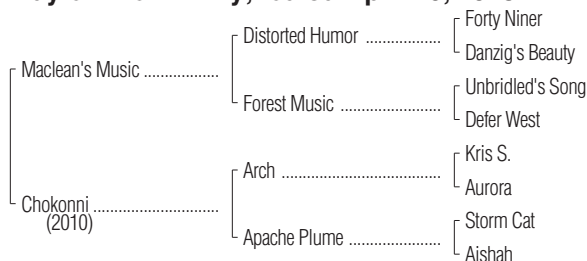 Forty Niner
Distorted Humor ....................
Danzig's Beauty
Maclean's Music ....................
Unbridled's Song
Forest Music ..........................
Defer West
Kris S.
Arch .........................................
Aurora
Chokonni ..................................
(2010)
Storm Cat
Apache Plume .......................
Aishah